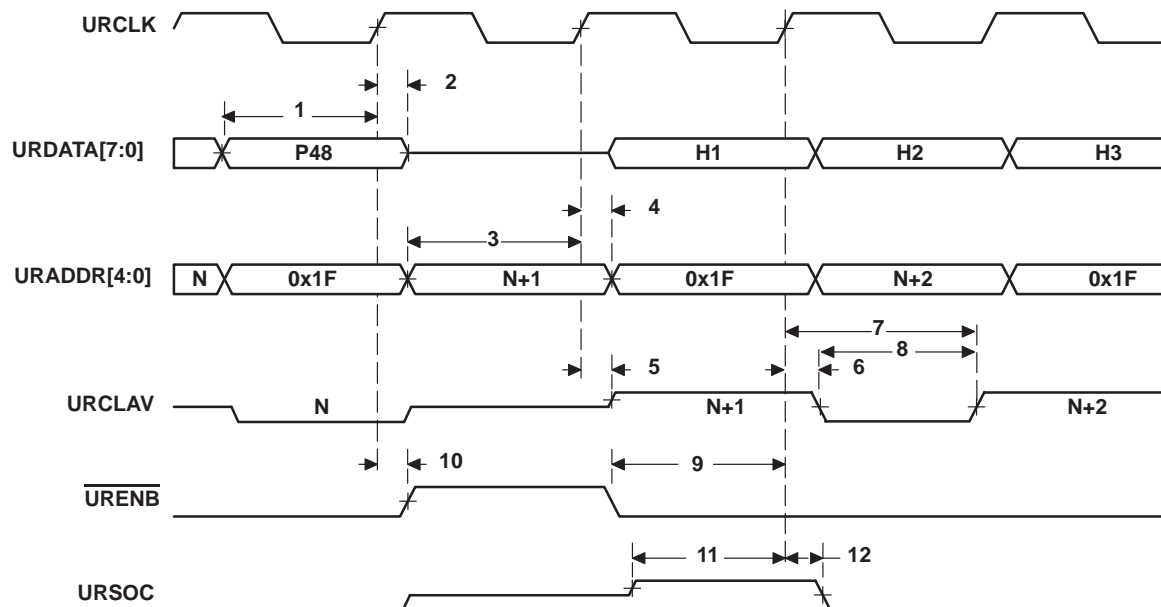 URCLK
2
1
URDATA[7:0] P48 H1 H2 H3
4
3
URADDR[4:0] N 0x1F N+1 0x1F N+2 0x1F
7
8
5 6
URCLAV N N+1 N+2
10 9
URENB
11 12
URSOC